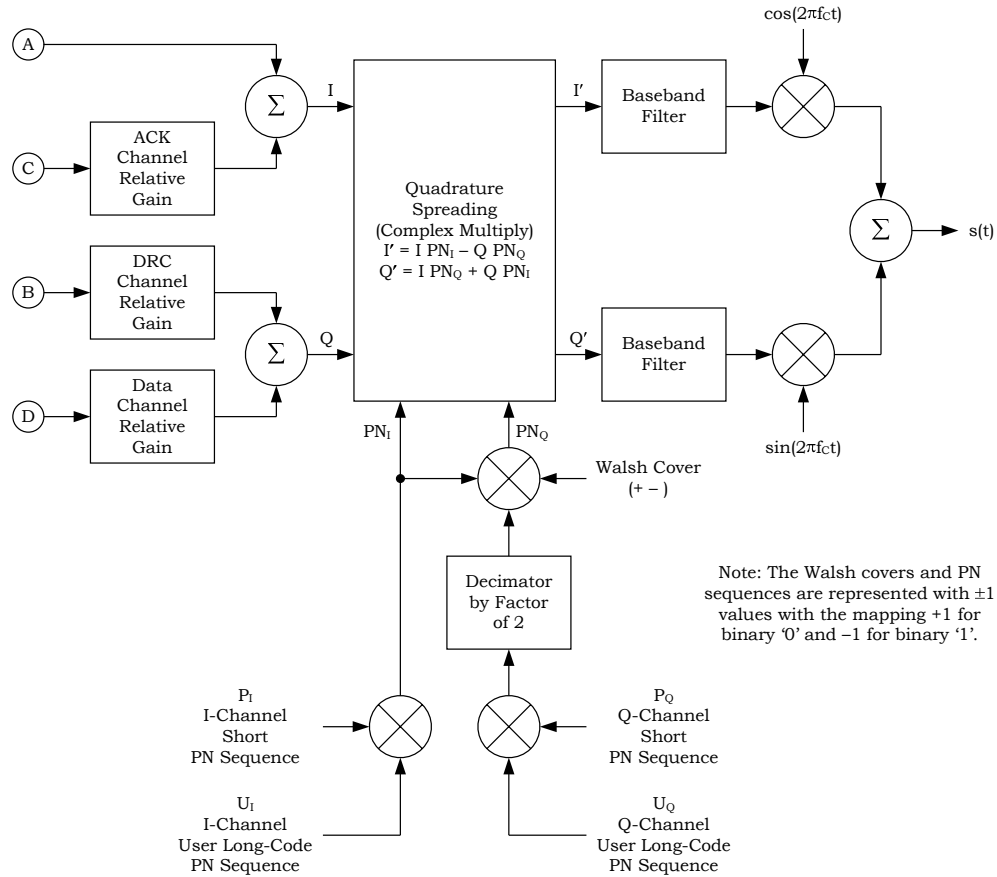 cos(2πfCt)
A
Σ
I
I′
Baseband
Filter
C
ACK
Channel
Relative
Gain
Quadrature
Spreading
(Complex Multiply)
I′ = I PNI – Q PNQ
Q′ = I PNQ + Q PNI
Σ
s(t)
B
DRC
Channel
Relative
Gain
Σ
Q
Q′
Baseband
Filter
D
Data
Channel
Relative
Gain
PNI
PNQ
sin(2πfCt)
Walsh Cover
(+ – )
Decimator
by Factor
of 2
Note: The Walsh covers and PN
sequences are represented with ±1
values with the mapping +1 for
binary ‘0’ and –1 for binary ‘1’.
PI
I-Channel
Short
PN Sequence
PQ
Q-Channel
Short
PN Sequence
UI
I-Channel
User Long-Code
PN Sequence
UQ
Q-Channel
User Long-Code
PN Sequence